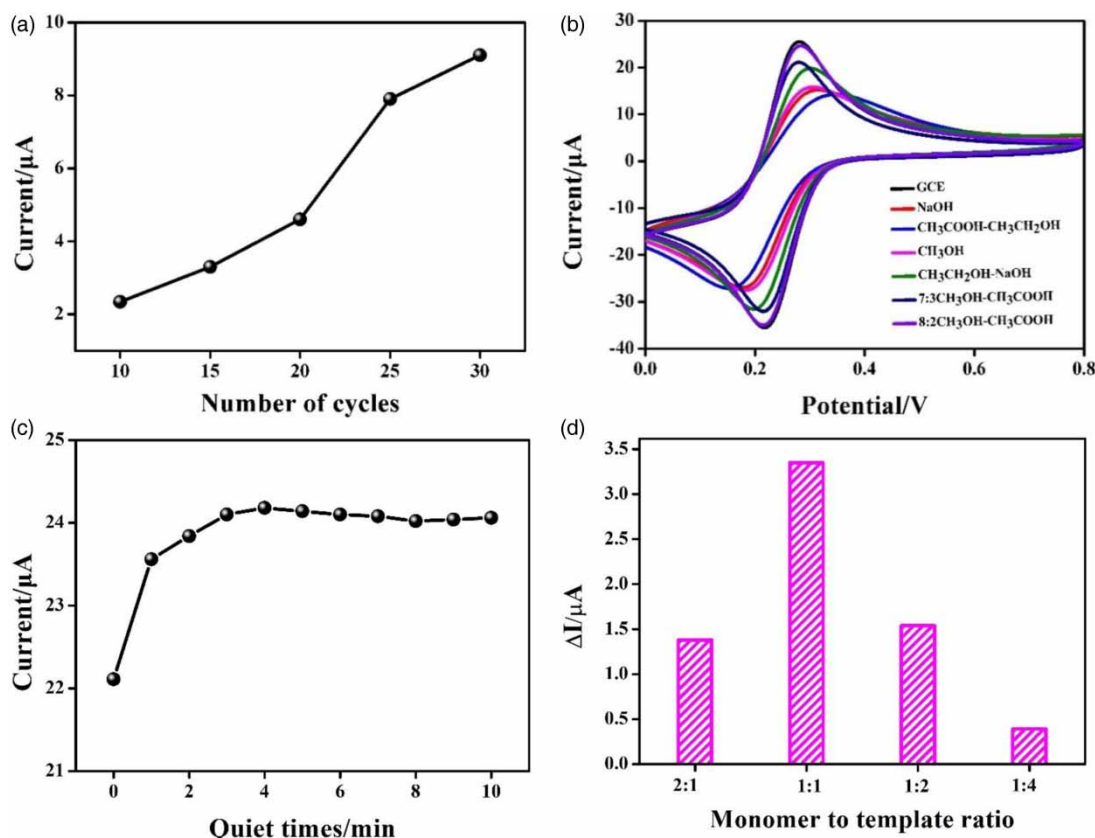 (a)
10
8
6
4
2
Current/μA
10
15
20
25
30
Number of cycles
(b)
30
20
10
0
-10
-20
-30
-40
Current/μA
GCE
NaOH
CH3COOH-CH3CH2OH
CH3OH
CH3CH2OH-NaOH
7:3CH3OH-CH3COOH
8:2CH3OH-CH3COOH
0.0
0.2
0.4
0.6
0.8
Potential/V
(c)
25
24
23
22
21
Current/μA
0
2
4
6
8
10
Quiet times/min
(d)
3.5
3.0
2.5
2.0
1.5
1.0
0.5
0.0
ΔI/μA
2:1
1:1
1:2
1:4
Monomer to template ratio